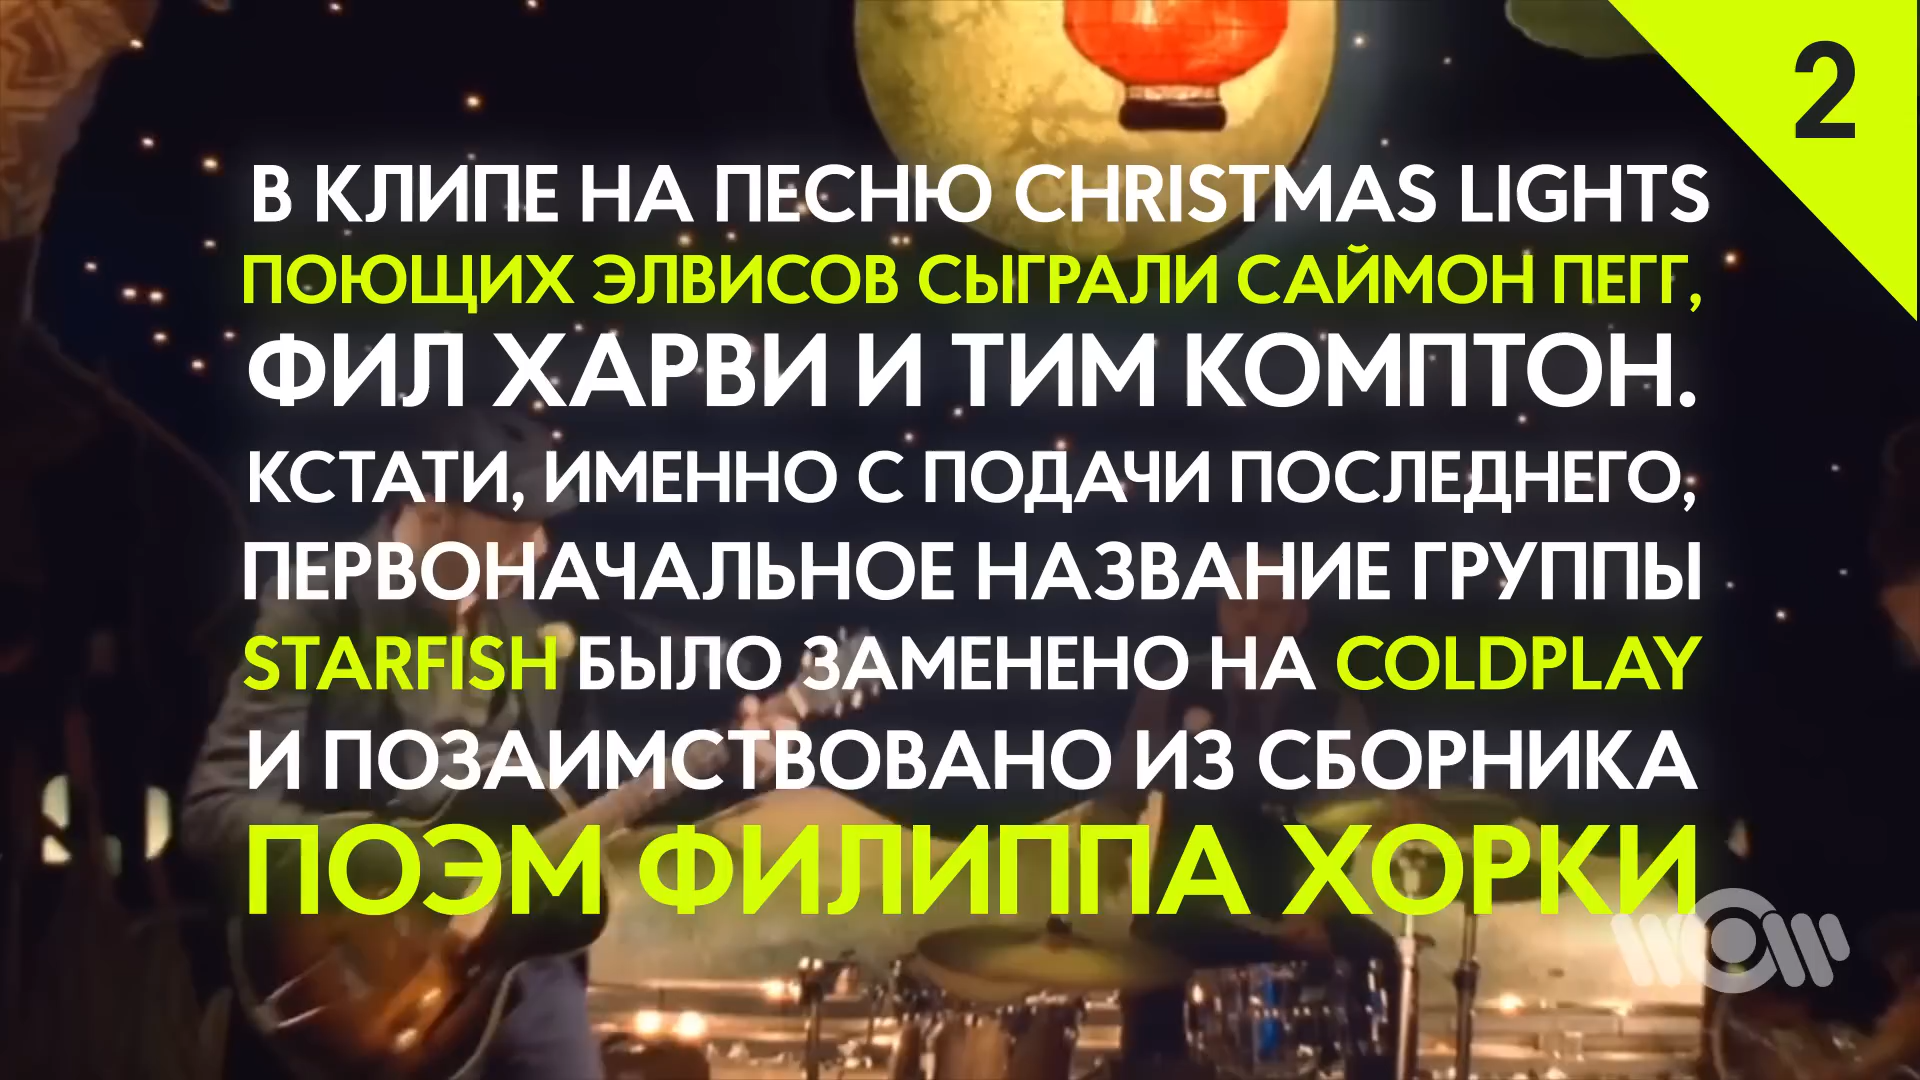 2
В КЛИПЕ НА ПЕСНЮ CHRISTMAS LIGHTS
ПОЮЩИХ ЭЛВИСОВ СЫГРАЛИ САЙМОН ПЕГГ,
ФИЛ ХАРВИ И ТИМ КОМПТОН.
КСТАТИ, ИМЕННО С ПОДАЧИ ПОСЛЕДНЕГО,
ПЕРВОНАЧАЛЬНОЕ НАЗВАНИЕ ГРУППЫ
STARFISH БЫЛО ЗАМЕНЕНО НА COLDPLAY
И ПОЗАИМСТВОВАНО ИЗ СБОРНИКА
ПОЭМ ФИЛИППА ХОРКИ
WOW